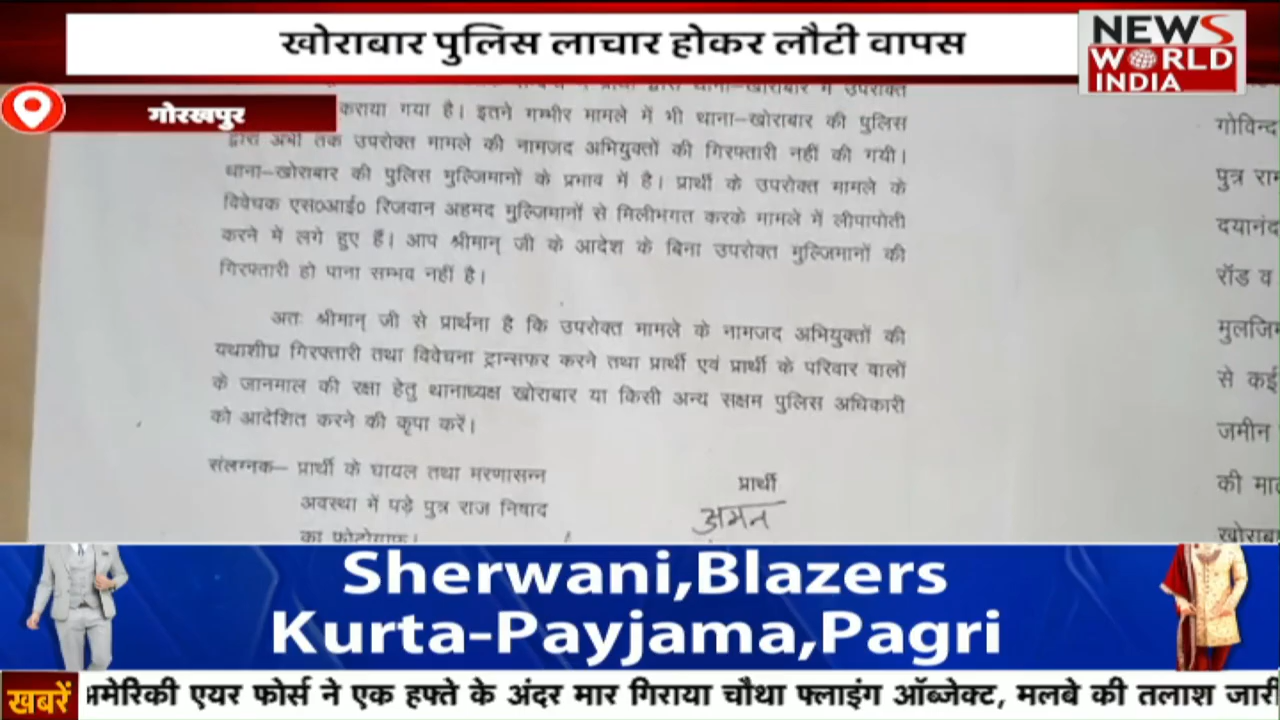 खोराबार पुलिस लाचार होकर लौटी वापस
NEWS
WORLD
INDIA
गोरखपुर
कराया गया है। इतने गम्भीर मामले में भी थाना–खोराबार की पुलिस
द्वारा अभी तक उपरोक्त मामले की नामजद अभियुक्तों की गिरफ्तारी नहीं की गयी।
थाना–खोराबार की पुलिस मुल्जिमानों के प्रभाव में है। प्रार्थी के उपरोक्त मामले के
विवेचक एस०आई० रिजवान अहमद मुल्जिमानों से मिलीभगत करके मामले में लीपापोती
करने में लगे हुए हैं। आप श्रीमान् जी के आदेश के बिना उपरोक्त मुल्जिमानों की
गिरफ्तारी हो पाना सम्भव नहीं है।
अतः श्रीमान् जी से प्रार्थना है कि उपरोक्त मामले के नामजद अभियुक्तों की
यथाशीघ्र गिरफ्तारी तथा विवेचना ट्रान्सफर करने तथा प्रार्थी एवं प्रार्थी के परिवार वालों
के जानमाल की रक्षा हेतु थानाध्यक्ष खोराबार या किसी अन्य सक्षम पुलिस अधिकारी
को आदेशित करने की कृपा करें।
संलग्नक– प्रार्थी के घायल तथा मरणासन्न
अवस्था में पड़े पुत्र राज निषाद
का फोटोग्राफ।
प्रार्थी
अमन
गोविन्द
पुत्र राम
दयानंद
रॉड व
मुलजि
से कई
जमीन
की मा
खोराब
Sherwani,Blazers
Kurta-Payjama,Pagri
खबरें
अमेरिकी एयर फोर्स ने एक हफ्ते के अंदर मार गिराया चौथा फ्लाइंग ऑब्जेक्ट, मलबे की तलाश जारी